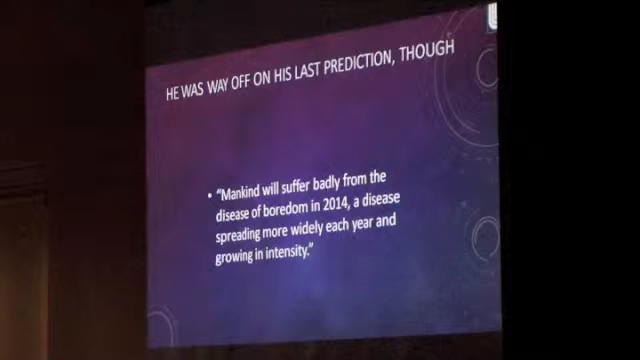 HE WAS WAY OFF ON HIS LAST PREDICTION, THOUGH
• “Mankind will suffer badly from the
disease of boredom in 2014, a disease
spreading more widely each year and
growing in intensity.”